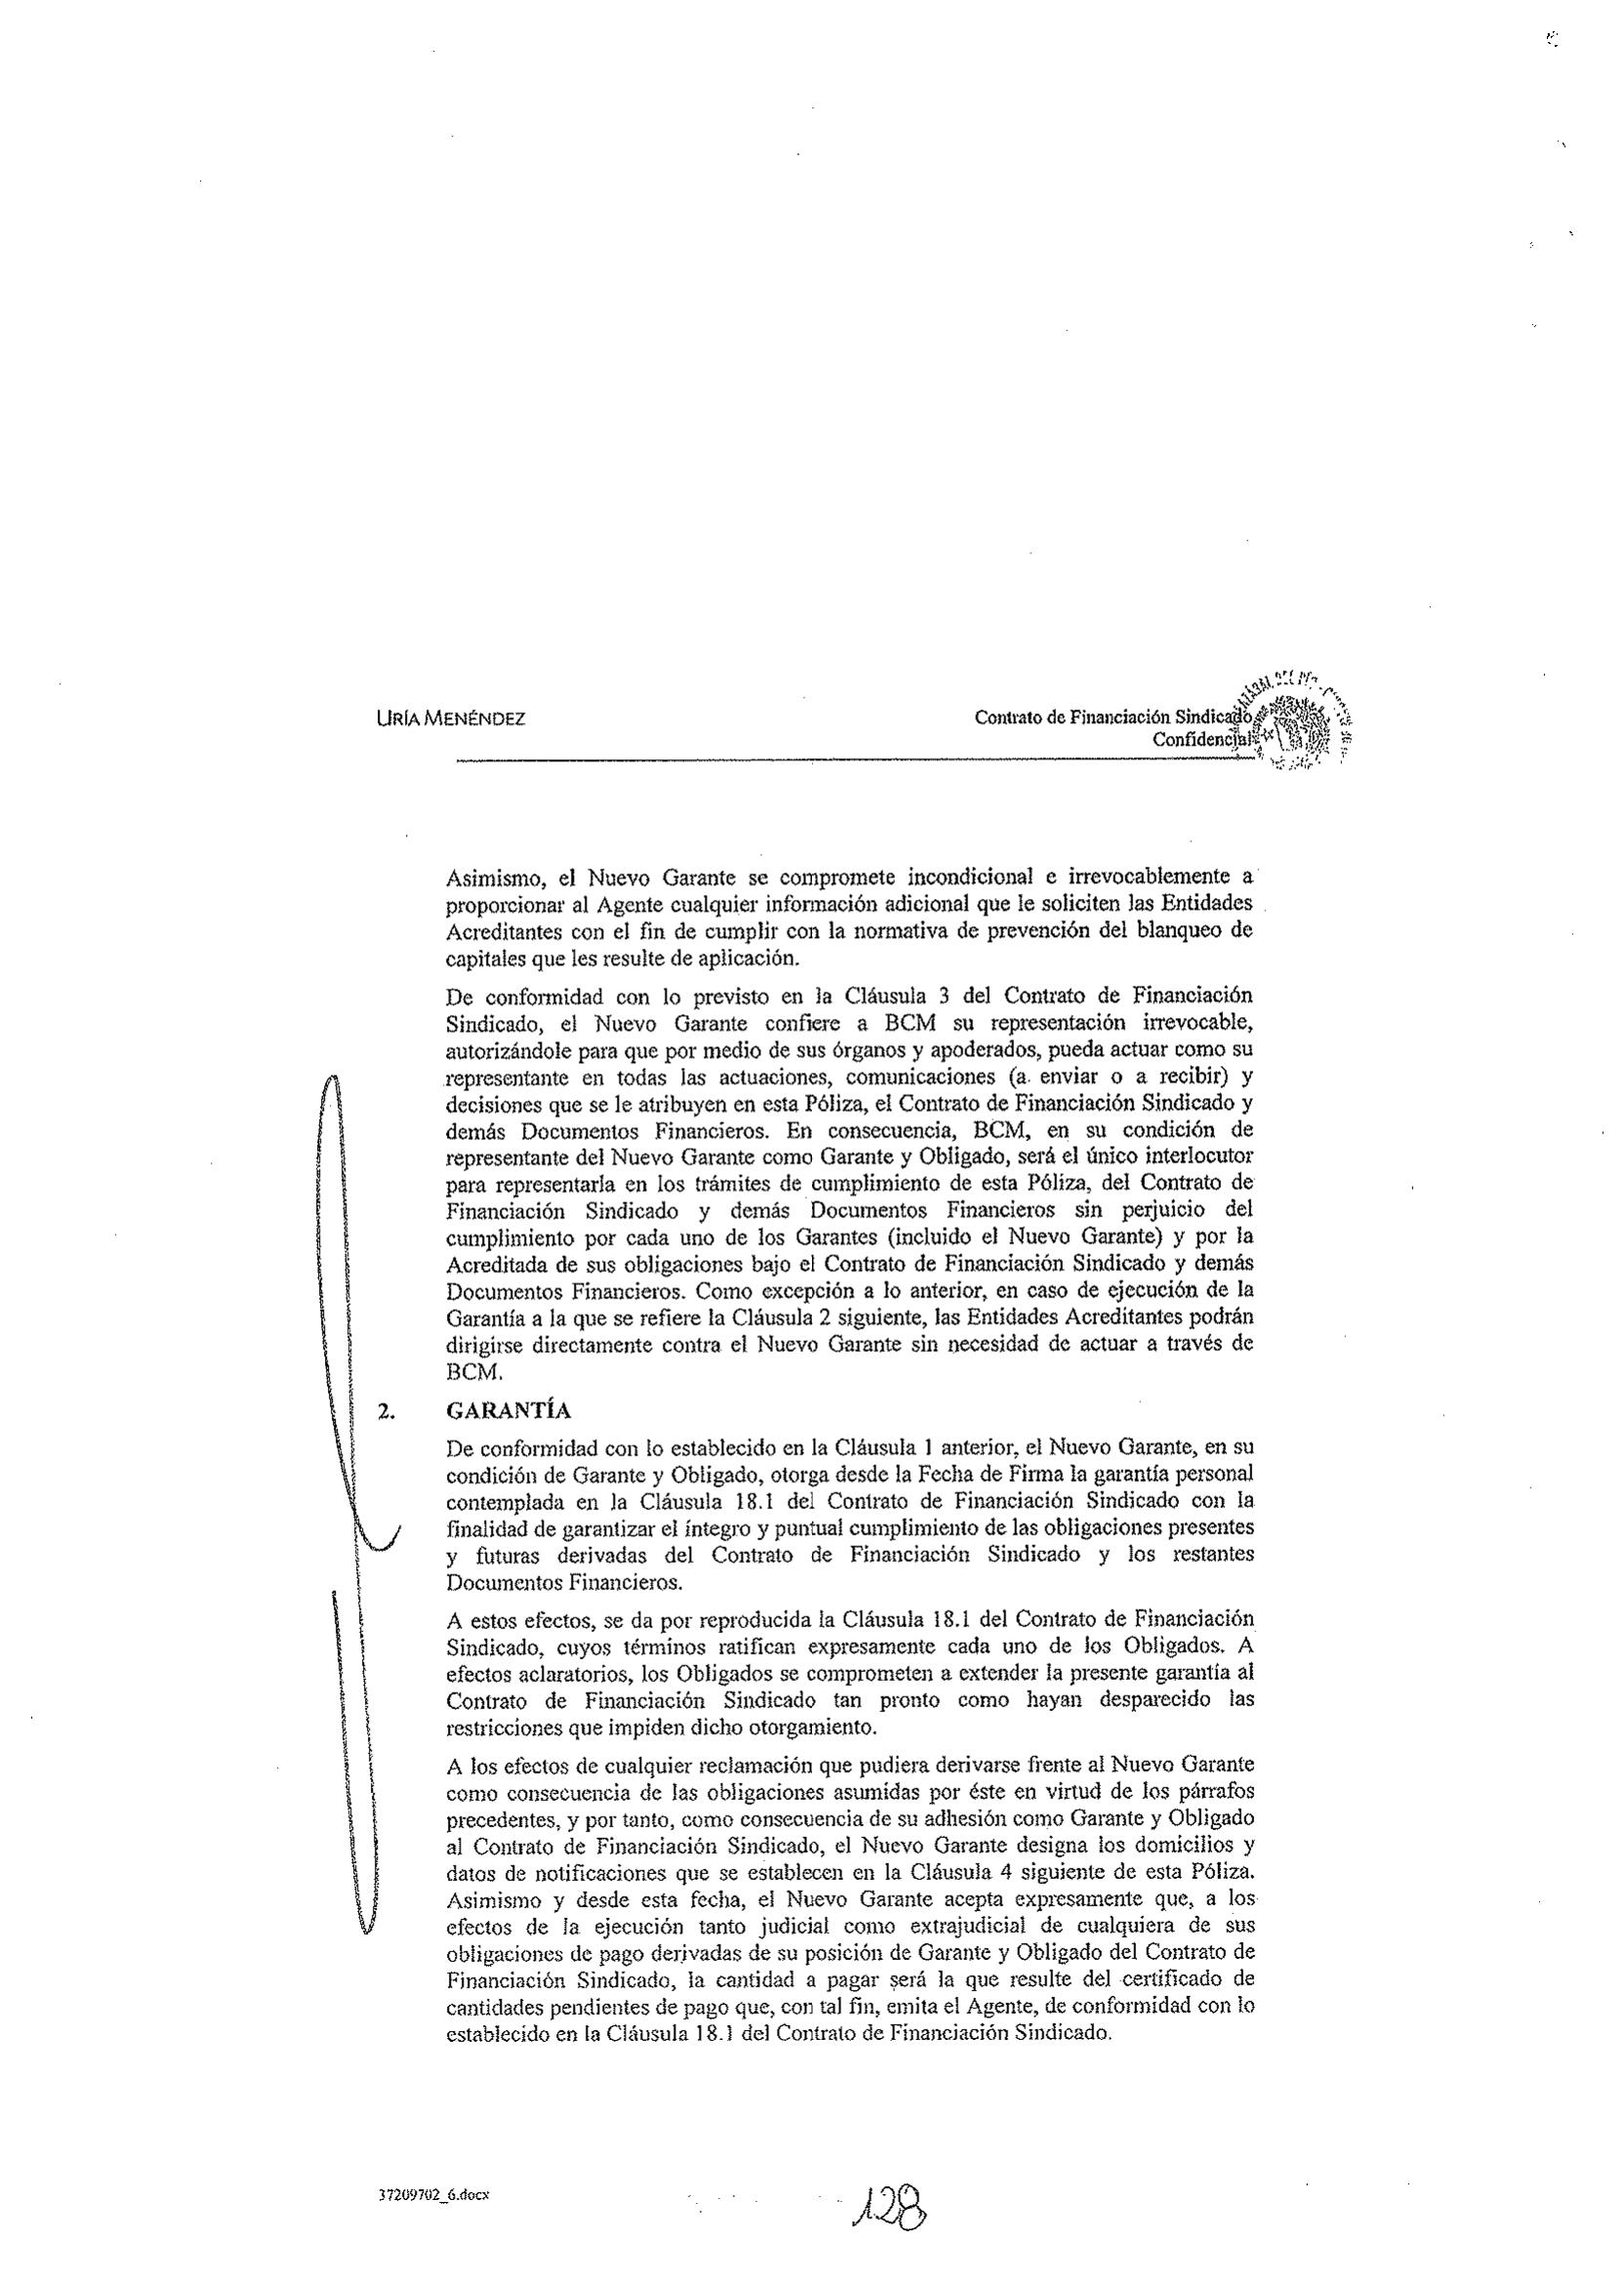 URÍA MENÉNDEZ
Contrato de Financiación Sindicado
Confidencial
Asimismo, el Nuevo Garante se compromete incondicional e irrevocablemente a
proporcionar al Agente cualquier información adicional que le soliciten las Entidades
Acreditantes con el fin de cumplir con la normativa de prevención del blanqueo de
capitales que les resulte de aplicación.
De conformidad con lo previsto en la Cláusula 3 del Contrato de Financiación
Sindicado, el Nuevo Garante confiere a BCM su representación irrevocable,
autorizándole para que por medio de sus órganos y apoderados, pueda actuar como su
representante en todas las actuaciones, comunicaciones (a enviar o a recibir) y
decisiones que se le atribuyen en esta Póliza, el Contrato de Financiación Sindicado y
demás Documentos Financieros. En consecuencia, BCM, en su condición de
representante del Nuevo Garante como Garante y Obligado, será el único interlocutor
para representarla en los trámites de cumplimiento de esta Póliza, del Contrato de
Financiación Sindicado y demás Documentos Financieros sin perjuicio del
cumplimiento por cada uno de los Garantes (incluido el Nuevo Garante) y por la
Acreditada de sus obligaciones bajo el Contrato de Financiación Sindicado y demás
Documentos Financieros. Como excepción a lo anterior, en caso de ejecución de la
Garantía a la que se refiere la Cláusula 2 siguiente, las Entidades Acreditantes podrán
dirigirse directamente contra el Nuevo Garante sin necesidad de actuar a través de
BCM.
2. GARANTÍA
De conformidad con lo establecido en la Cláusula 1 anterior, el Nuevo Garante, en su
condición de Garante y Obligado, otorga desde la Fecha de Firma la garantía personal
contemplada en la Cláusula 18.1 del Contrato de Financiación Sindicado con la
finalidad de garantizar el íntegro y puntual cumplimiento de las obligaciones presentes
y futuras derivadas del Contrato de Financiación Sindicado y los restantes
Documentos Financieros.
A estos efectos, se da por reproducida la Cláusula 18.1 del Contrato de Financiación
Sindicado, cuyos términos ratifican expresamente cada uno de los Obligados. A
efectos aclaratorios, los Obligados se comprometen a extender la presente garantía al
Contrato de Financiación Sindicado tan pronto como hayan desparecido las
restricciones que impiden dicho otorgamiento.
A los efectos de cualquier reclamación que pudiera derivarse frente al Nuevo Garante
como consecuencia de las obligaciones asumidas por éste en virtud de los párrafos
precedentes, y por tanto, como consecuencia de su adhesión como Garante y Obligado
al Contrato de Financiación Sindicado, el Nuevo Garante designa los domicilios y
datos de notificaciones que se establecen en la Cláusula 4 siguiente de esta Póliza.
Asimismo y desde esta fecha, el Nuevo Garante acepta expresamente que, a los
efectos de la ejecución tanto judicial como extrajudicial de cualquiera de sus
obligaciones de pago derivadas de su posición de Garante y Obligado del Contrato de
Financiación Sindicado, la cantidad a pagar será la que resulte del certificado de
cantidades pendientes de pago que, con tal fin, emita el Agente, de conformidad con lo
establecido en la Cláusula 18.1 del Contrato de Financiación Sindicado.
37209702_6.docx
128